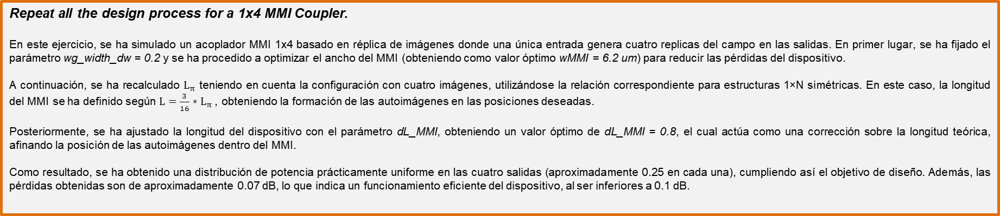 Repeat all the design process for a 1x4 MMI Coupler.
En este ejercicio, se ha simulado un acoplador MMI 1x4 basado en réplica de imágenes donde una única entrada genera cuatro replicas del campo en las salidas. En primer lugar, se ha fijado el
parámetro wg_width_dw = 0.2 y se ha procedido a optimizar el ancho del MMI (obteniendo como valor óptimo wMMI = 6.2 um) para reducir las pérdidas del dispositivo.
A continuación, se ha recalculado Lπ teniendo en cuenta la configuración con cuatro imágenes, utilizándose la relación correspondiente para estructuras 1×N simétricas. En este caso, la longitud
del MMI se ha definido según L = 3/16 * Lπ , obteniendo la formación de las autoimágenes en las posiciones deseadas.
Posteriormente, se ha ajustado la longitud del dispositivo con el parámetro dL_MMI, obteniendo un valor óptimo de dL_MMI = 0.8, el cual actúa como una corrección sobre la longitud teórica,
afinando la posición de las autoimágenes dentro del MMI.
Como resultado, se ha obtenido una distribución de potencia prácticamente uniforme en las cuatro salidas (aproximadamente 0.25 en cada una), cumpliendo así el objetivo de diseño. Además, las
pérdidas obtenidas son de aproximadamente 0.07 dB, lo que indica un funcionamiento eficiente del dispositivo, al ser inferiores a 0.1 dB.